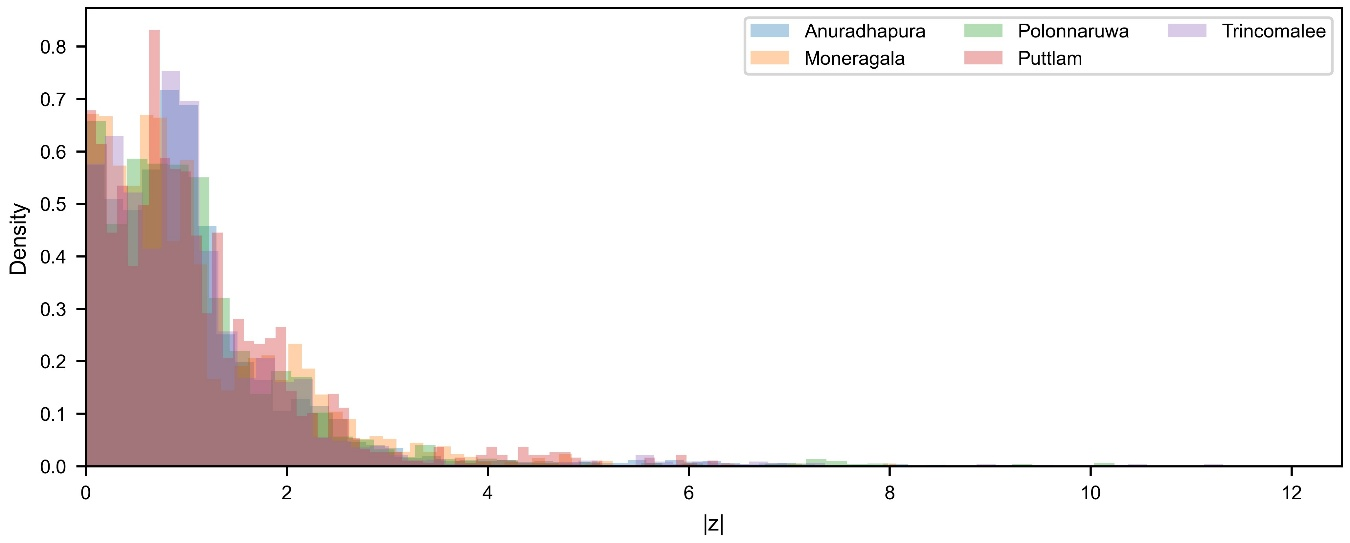 Anuradhapura
Moneragala
Polonnaruwa
Puttlam
Trincomalee
Density
0.8
0.7
0.6
0.5
0.4
0.3
0.2
0.1
0.0
0 2 4 6 8 10 12
|z|